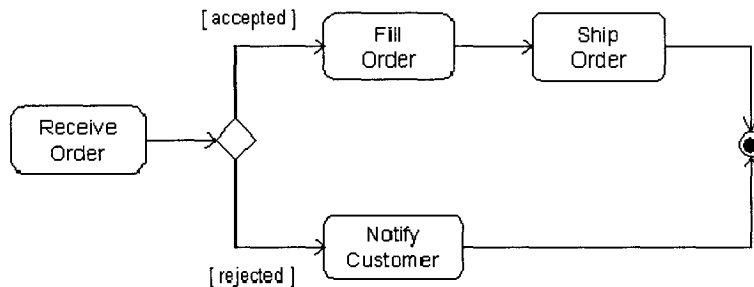 [ accepted ]
Fill
Order
Ship
Order
Receive
Order
Notify
Customer
[ rejected ]